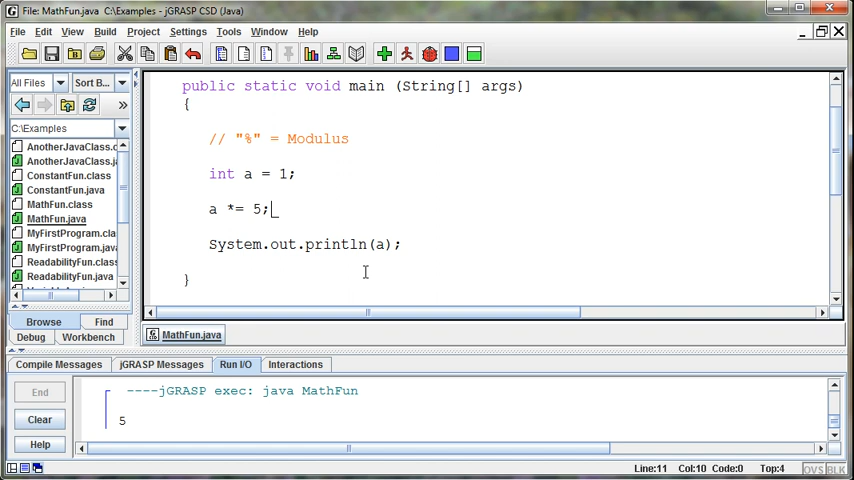 File: MathFun.java  C:\Examples - jGRASP CSD (Java)
File Edit View Build Project Settings Tools Window Help
All Files Sort B...
C:\Examples
AnotherJavaClass.c
AnotherJavaClass.ja
ConstantFun.class
ConstantFun.java
MathFun.class
MathFun.java
MyFirstProgram.cla
MyFirstProgram.jav
ReadabilityFun.class
ReadabilityFun.java
Browse Find
Debug Workbench
public static void main (String[] args)
{
// "%" = Modulus
int a = 1;
a *= 5;
System.out.println(a);
}
MathFun.java
Compile Messages jGRASP Messages Run I/O Interactions
End
Clear
Help
----jGRASP exec: java MathFun
5
Line:11 Col:10 Code:0 Top:4 OVS BLK